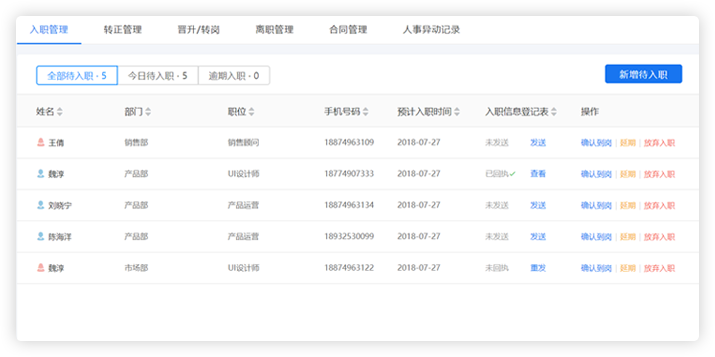 入职管理 转正管理 晋升/转岗 离职管理 合同管理 人事异动记录
全部待入职 - 5 今日待入职 - 5 逾期入职 - 0 新增待入职
姓名 部门 职位 手机号码 预计入职时间 入职信息登记表 操作
王倩 销售部 销售顾问 18874963109 2018-07-27 未发送 发送 确认到岗 | 延期 | 放弃入职
魏淳 产品部 UI设计师 18774907333 2018-07-27 已回执 查看 确认到岗 | 延期 | 放弃入职
刘晓宁 产品部 产品运营 18874963134 2018-07-27 未发送 发送 确认到岗 | 延期 | 放弃入职
陈海洋 产品部 产品运营 18932530099 2018-07-27 未发送 发送 确认到岗 | 延期 | 放弃入职
魏淳 市场部 UI设计师 18874963122 2018-07-27 未回执 重发 确认到岗 | 延期 | 放弃入职